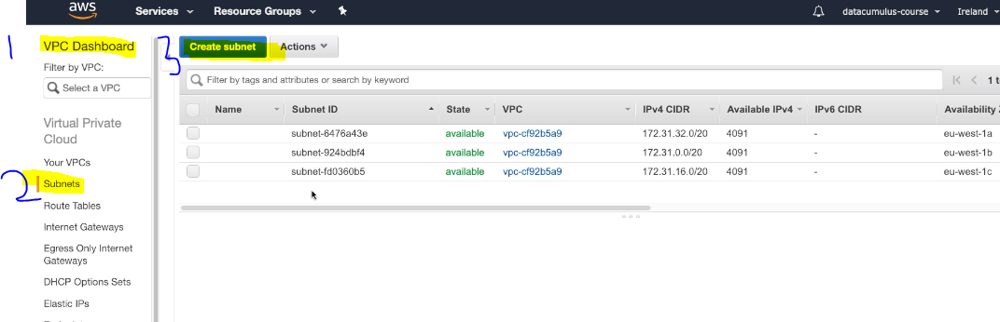 aws Services Resource Groups datacumulus-course Ireland
1 VPC Dashboard 3 Create subnet Actions
Filter by VPC:
Select a VPC
Filter by tags and attributes or search by keyword
Name Subnet ID State VPC IPv4 CIDR Available IPv4 IPv6 CIDR Availability
subnet-6476a43e available vpc-cf92b5a9 172.31.32.0/20 4091 - eu-west-1a
subnet-924bdbf4 available vpc-cf92b5a9 172.31.0.0/20 4091 - eu-west-1b
subnet-fd0360b5 available vpc-cf92b5a9 172.31.16.0/20 4091 - eu-west-1c
Virtual Private
Cloud
Your VPCs
2 Subnets
Route Tables
Internet Gateways
Egress Only Internet
Gateways
DHCP Options Sets
Elastic IPs